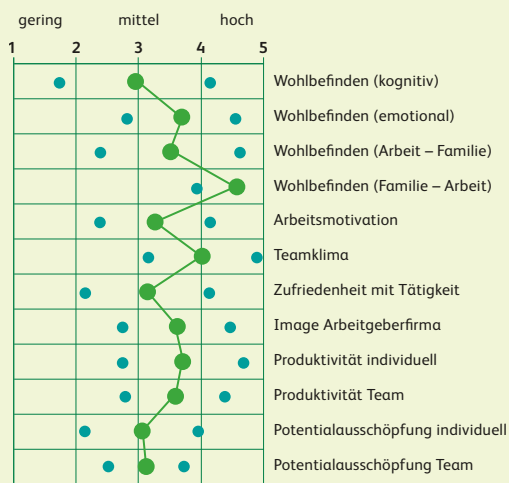 gering mittel hoch
1 2 3 4 5
Wohlbefinden (kognitiv)
Wohlbefinden (emotional)
Wohlbefinden (Arbeit – Familie)
Wohlbefinden (Familie – Arbeit)
Arbeitsmotivation
Teamklima
Zufriedenheit mit Tätigkeit
Image Arbeitgeberfirma
Produktivität individuell
Produktivität Team
Potentialausschöpfung individuell
Potentialausschöpfung Team